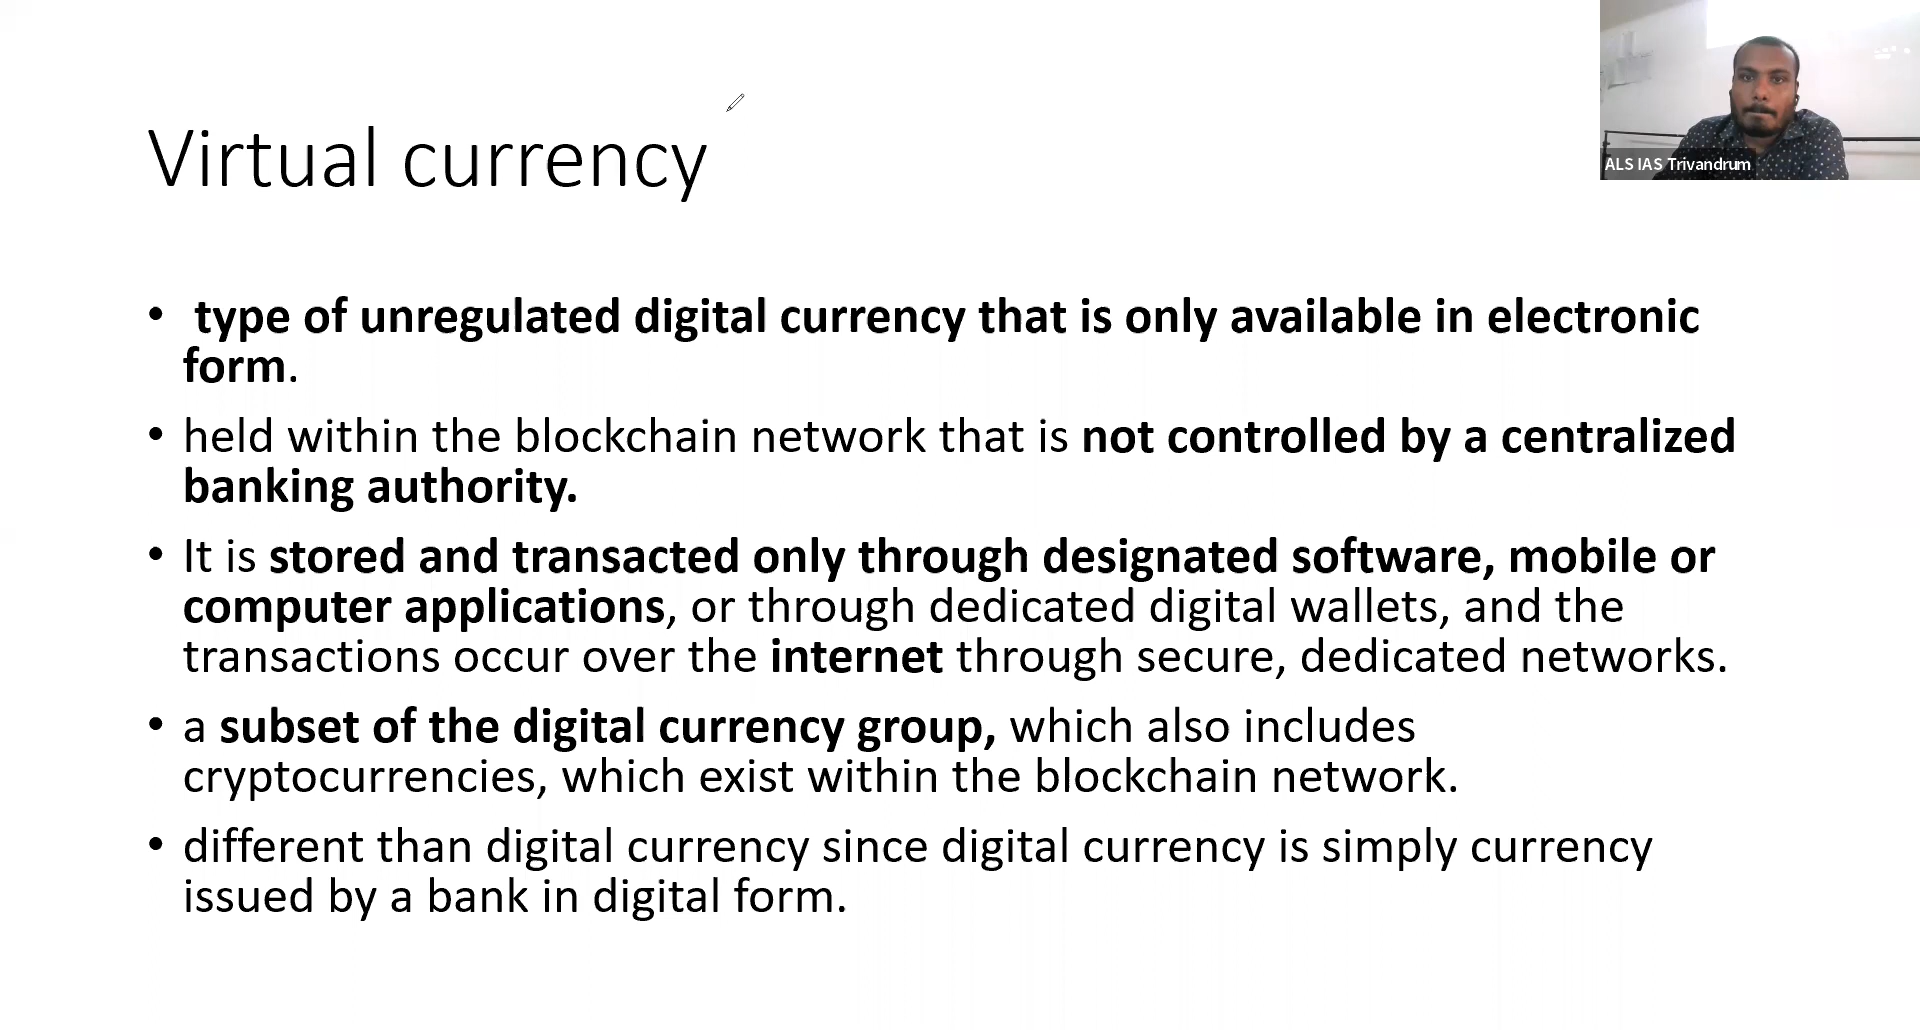 Virtual currency
ALS IAS Trivandrum
• type of unregulated digital currency that is only available in electronic
form.
• held within the blockchain network that is not controlled by a centralized
banking authority.
• It is stored and transacted only through designated software, mobile or
computer applications, or through dedicated digital wallets, and the
transactions occur over the internet through secure, dedicated networks.
• a subset of the digital currency group, which also includes
cryptocurrencies, which exist within the blockchain network.
• different than digital currency since digital currency is simply currency
issued by a bank in digital form.